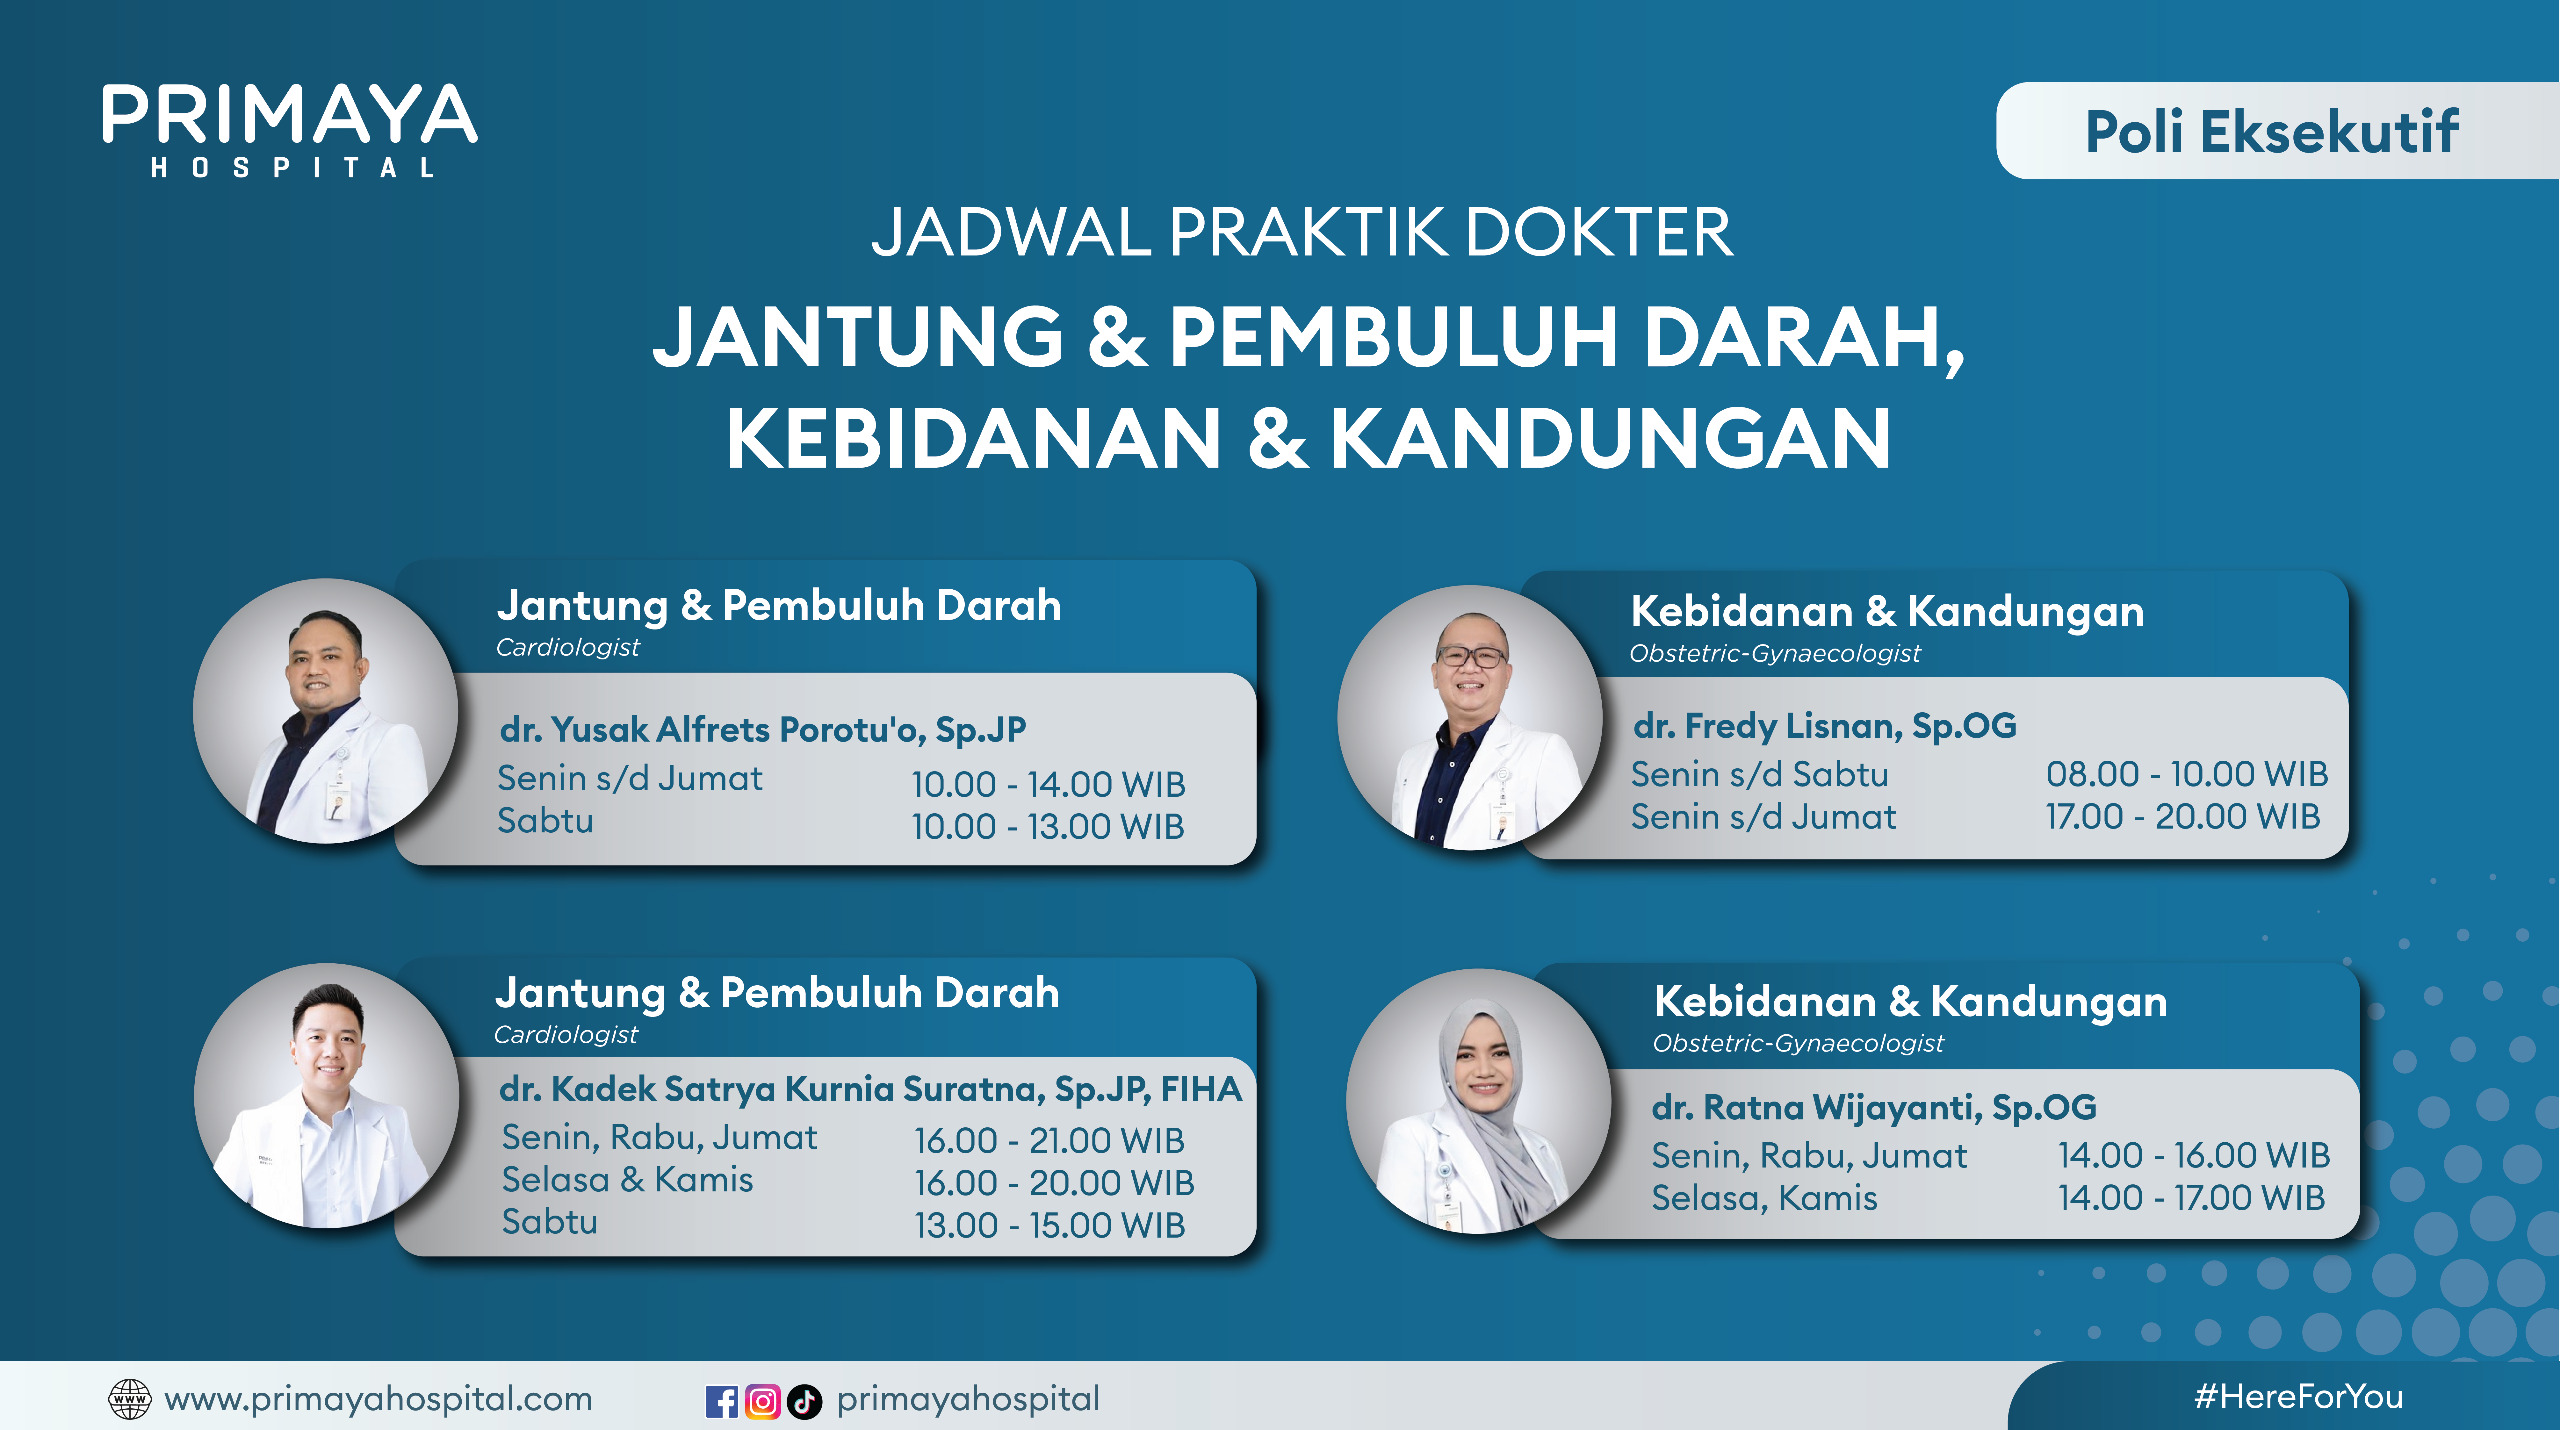 PRIMAYA
HOSPITAL
Poli Eksekutif
JADWAL PRAKTIK DOKTER
JANTUNG & PEMBULUH DARAH,
KEBIDANAN & KANDUNGAN
Jantung & Pembuluh Darah
Cardiologist
dr. Yusak Alfrets Porotu'o, Sp.JP
Senin s/d Jumat 10.00 - 14.00 WIB
Sabtu 10.00 - 13.00 WIB
Kebidanan & Kandungan
Obstetric-Gynaecologist
dr. Fredy Lisnan, Sp.OG
Senin s/d Sabtu 08.00 - 10.00 WIB
Senin s/d Jumat 17.00 - 20.00 WIB
Jantung & Pembuluh Darah
Cardiologist
dr. Kadek Satrya Kurnia Suratna, Sp.JP, FIHA
Senin, Rabu, Jumat 16.00 - 21.00 WIB
Selasa & Kamis 16.00 - 20.00 WIB
Sabtu 13.00 - 15.00 WIB
Kebidanan & Kandungan
Obstetric-Gynaecologist
dr. Ratna Wijayanti, Sp.OG
Senin, Rabu, Jumat 14.00 - 16.00 WIB
Selasa, Kamis 14.00 - 17.00 WIB
www.primayahospital.com
primayahospital
#HereForYou